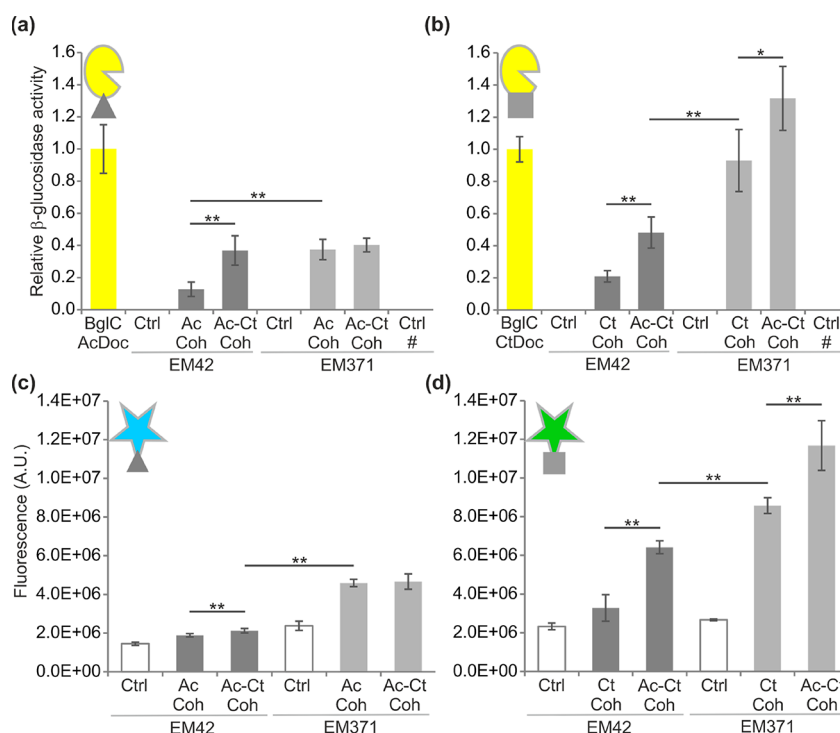 (a)
Relative β-glucosidase activity
1.6
1.4
1.2
1.0
0.8
0.6
0.4
0.2
0.0
**
**
BglC Ctrl Ac Ac-Ct Ctrl Ac Ac-Ct Ctrl
AcDoc Coh Coh Coh Coh #
EM42 EM371
(b)
1.6
1.4
1.2
1.0
0.8
0.6
0.4
0.2
0.0
*
**
**
BglC Ctrl Ct Ac-Ct Ctrl Ct Ac-Ct Ctrl
CtDoc Coh Coh Coh Coh #
EM42 EM371
(c)
Fluorescence (A.U.)
1.4E+07
1.2E+07
1.0E+07
8.0E+06
6.0E+06
4.0E+06
2.0E+06
0.0E+00
**
**
Ctrl Ac Ac-Ct Ctrl Ac Ac-Ct
Coh Coh Coh Coh
EM42 EM371
(d)
1.4E+07
1.2E+07
1.0E+07
8.0E+06
6.0E+06
4.0E+06
2.0E+06
0.0E+00
**
**
**
Ctrl Ct Ac-Ct Ctrl Ct Ac-Ct
Coh Coh Coh Coh
EM42 EM371